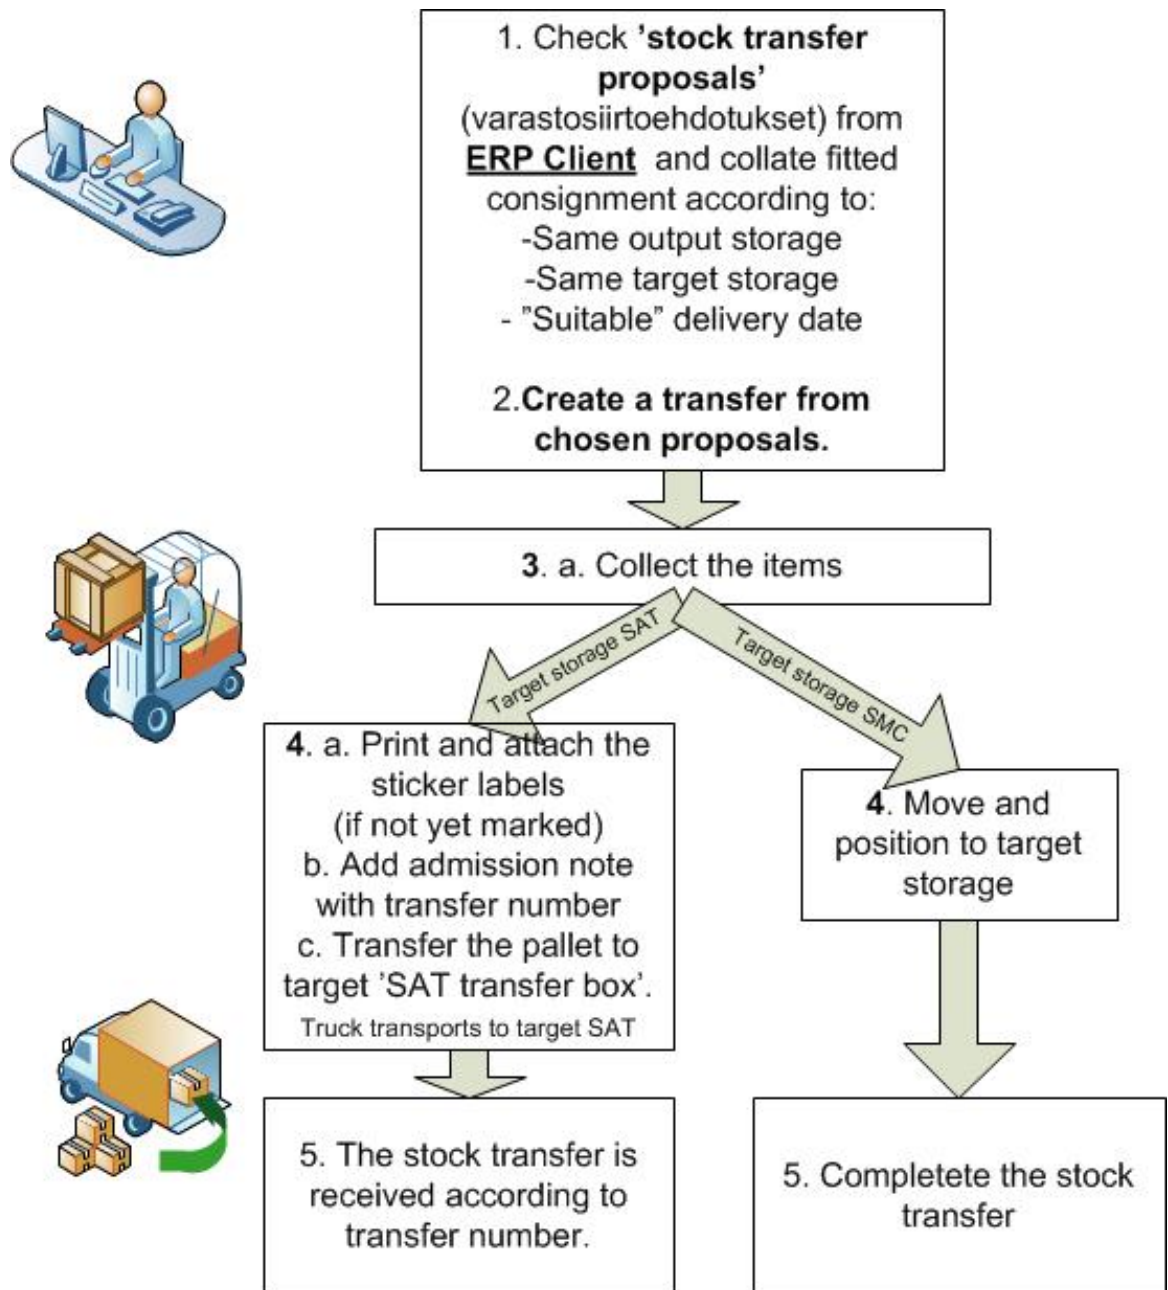 1. Check ’stock transfer
proposals’
(varastosiirtoehdotukset) from
ERP Client and collate fitted
consignment according to:
-Same output storage
-Same target storage
- ”Suitable” delivery date
2.Create a transfer from
chosen proposals.
3. a. Collect the items
Target storage SAT
Target storage SMC
4. a. Print and attach the
sticker labels
(if not yet marked)
b. Add admission note
with transfer number
c. Transfer the pallet to
target ’SAT transfer box’.
Truck transports to target SAT
4. Move and
position to target
storage
5. The stock transfer is
received according to
transfer number.
5. Completete the stock
transfer